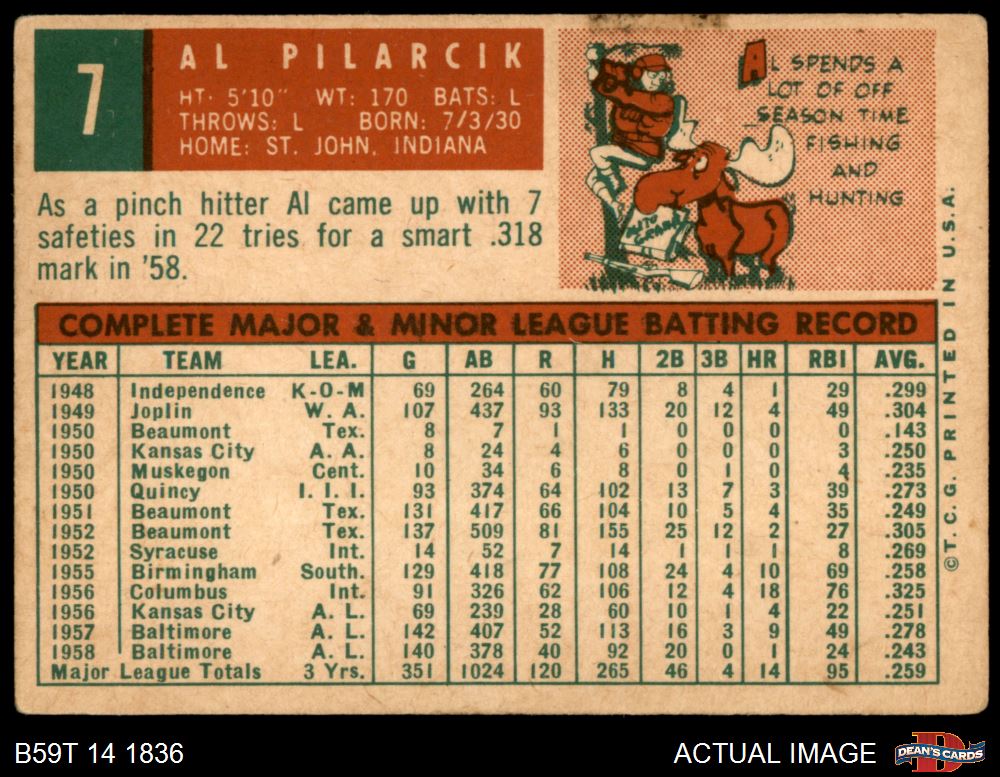 7
AL PILARCIK
HT: 5'10" WT: 170 BATS: L
THROWS: L BORN: 7/3/30
HOME: ST. JOHN, INDIANA
AL SPENDS A
LOT OF OFF
SEASON TIME
FISHING
AND
HUNTING
AUTO
GRAPH
As a pinch hitter Al came up with 7
safeties in 22 tries for a smart .318
mark in '58.
COMPLETE MAJOR & MINOR LEAGUE BATTING RECORD
YEAR TEAM LEA. G AB R H 2B 3B HR RBI AVG.
1948 Independence K-O-M 69 264 60 79 8 4 1 29 .299
1949 Joplin W. A. 107 437 93 133 20 12 4 49 .304
1950 Beaumont Tex. 8 7 1 1 0 0 0 0 .143
1950 Kansas City A. A. 8 24 4 6 0 0 0 3 .250
1950 Muskegon Cent. 10 34 6 8 0 1 0 4 .235
1950 Quincy I. I. I. 93 374 64 102 13 7 3 39 .273
1951 Beaumont Tex. 131 417 66 104 10 5 4 35 .249
1952 Beaumont Tex. 137 509 81 155 25 12 2 27 .305
1952 Syracuse Int. 14 52 7 14 1 1 1 8 .269
1955 Birmingham South. 129 418 77 108 24 4 10 69 .258
1956 Columbus Int. 91 326 62 106 12 4 18 76 .325
1956 Kansas City A. L. 69 239 28 60 10 1 4 22 .251
1957 Baltimore A. L. 142 407 52 113 16 3 9 49 .278
1958 Baltimore A. L. 140 378 40 92 20 0 1 24 .243
Major League Totals 3 Yrs. 351 1024 120 265 46 4 14 95 .259
©T.C.G. PRINTED IN U.S.A.
B59T 14 1836
ACTUAL IMAGE
D
DEAN'S CARDS